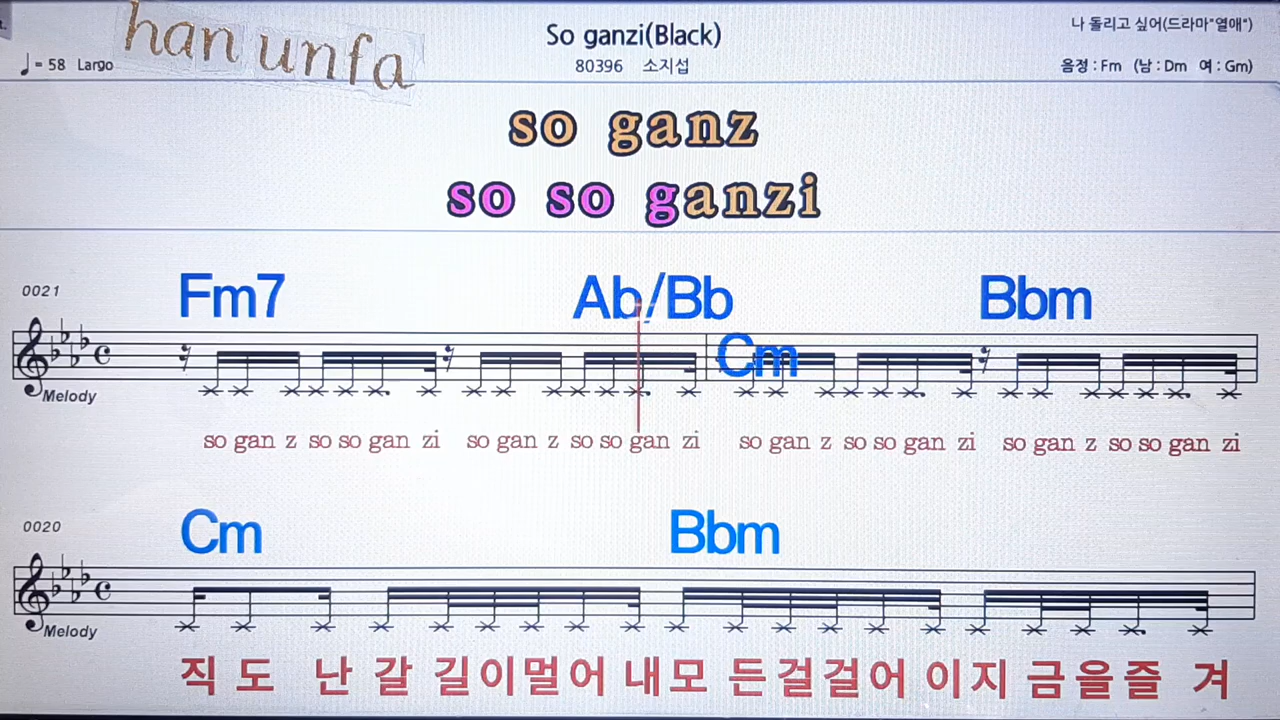 han unfa
So ganzi(Black)
나 돌리고 싶어(드라마"열애")
♩= 58 Largo
80396 소지섭
음정 : Fm (남 : Dm 여 : Gm)
so ganz
so so ganzi
0021
Fm7 Ab/Bb Bbm
Cm
Melody
so gan z so so gan zi so gan z so so gan zi so gan z so so gan zi so gan z so so gan zi
0020
Cm Bbm
Melody
직 도 난 갈 길이멀어 내모 든걸걸어 이지 금을즐 겨